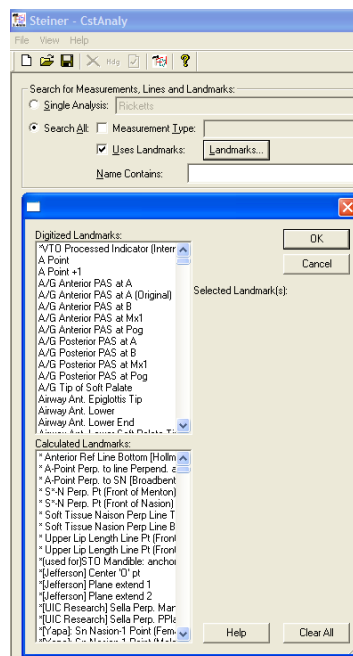 Steiner - CstAnaly
File View Help
Hdg
Search for Measurements, Lines and Landmarks:
Single Analysis: Ricketts
Search All: Measurement Type:
Uses Landmarks: Landmarks...
Name Contains:
Digitized Landmarks:
OK
Cancel
Selected Landmark(s):
*VTO Processed Indicator (Interr
A Point
A Point +1
A/G Anterior PAS at A
A/G Anterior PAS at A (Original)
A/G Anterior PAS at B
A/G Anterior PAS at Mx1
A/G Anterior PAS at Pog
A/G Posterior PAS at A
A/G Posterior PAS at B
A/G Posterior PAS at Mx1
A/G Posterior PAS at Pog
A/G Tip of Soft Palate
Airway Ant. Epiglottis Tip
Airway Ant. Lower
Airway Ant. Lower End
Airway Ant. Lower Soft Palate Ti
Calculated Landmarks:
* Anterior Ref Line Bottom [Hollm
* A-Point Perp. to line Perpend. a
* A-Point Perp. to SN [Broadbent
* S*-N Perp. Pt (Front of Menton)
* S*-N Perp. Pt (Front of Nasion)
* Soft Tissue Naison Perp Line T
* Soft Tissue Nasion Perp Line B
* Upper Lip Length Line Pt (Front
* Upper Lip Length Line Pt (Front
*(used for)STO Mandible: anchor
*[Jefferson] Center 'O' pt
*[Jefferson] Plane extend 1
*[Jefferson] Plane extend 2
*[UIC Research] Sella Perp. Mar
*[UIC Research] Sella Perp. PPla
*[Yapa]: Sn Nasion-1 Point (Fem
Help
Clear All